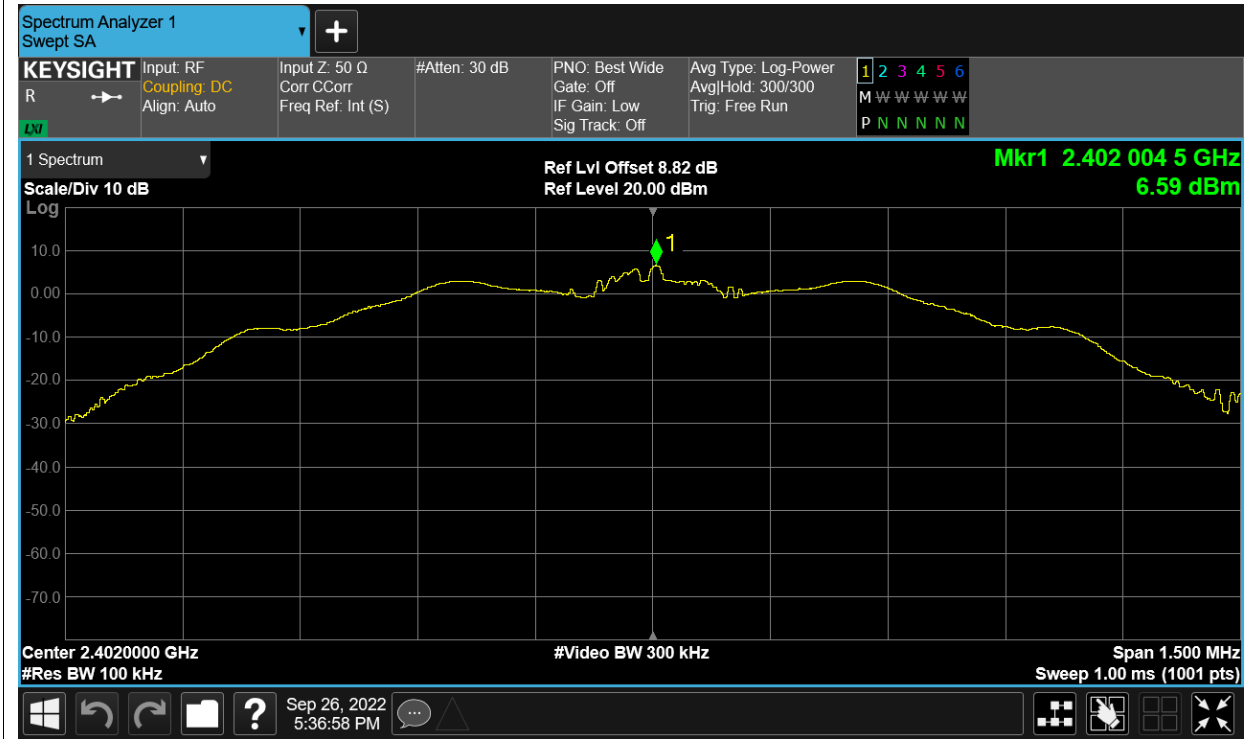 Spectrum Analyzer 1
Swept SA
KEYSIGHT
R
LXI
Input: RF
Coupling: DC
Align: Auto
Input Z: 50 Ω
Corr CCorr
Freq Ref: Int (S)
#Atten: 30 dB
PNO: Best Wide
Gate: Off
IF Gain: Low
Sig Track: Off
Avg Type: Log-Power
Avg|Hold: 300/300
Trig: Free Run
1 2 3 4 5 6
M W W W W W
P N N N N N
1 Spectrum
Scale/Div 10 dB
Log
Ref Lvl Offset 8.82 dB
Ref Level 20.00 dBm
Mkr1 2.402 004 5 GHz
6.59 dBm
1
10.0
0.00
-10.0
-20.0
-30.0
-40.0
-50.0
-60.0
-70.0
Center 2.4020000 GHz
#Video BW 300 kHz
Span 1.500 MHz
#Res BW 100 kHz
Sweep 1.00 ms (1001 pts)
?
Sep 26, 2022
5:36:58 PM